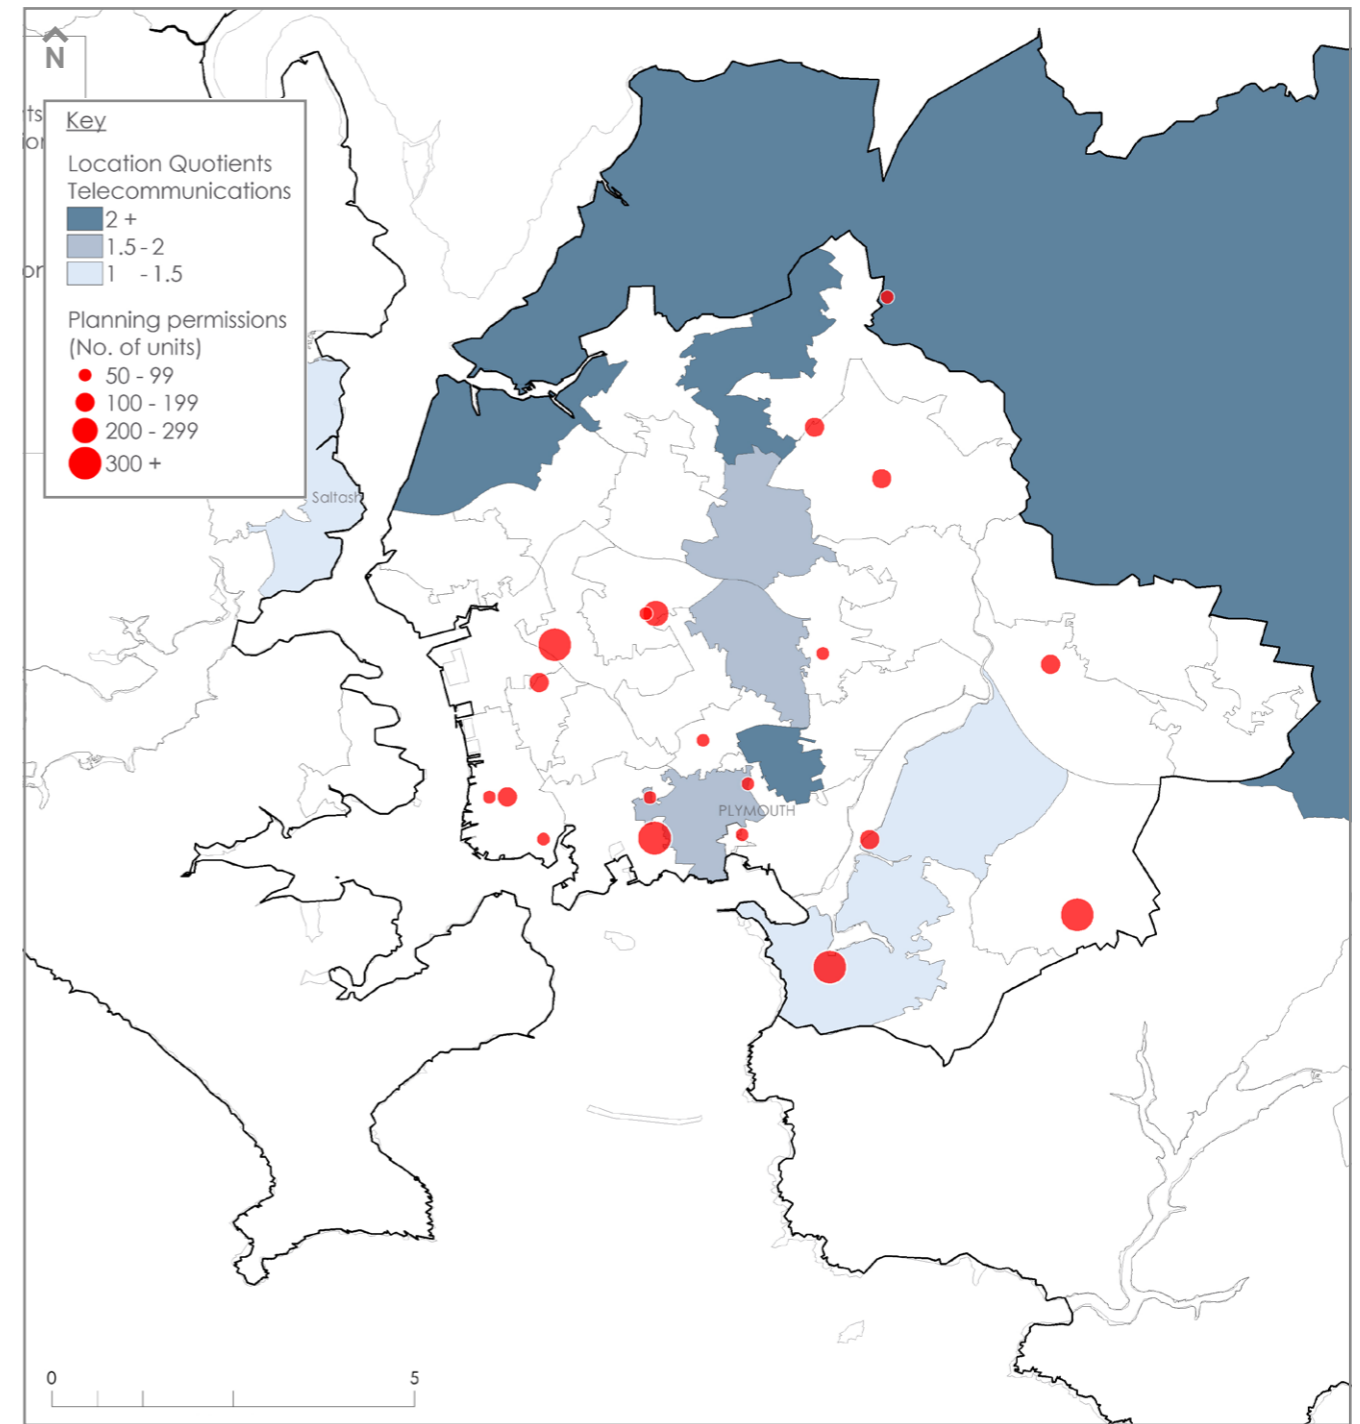 N
Key
Location Quotients
Telecommunications
2 +
1.5 - 2
1 - 1.5
Planning permissions
(No. of units)
50 - 99
100 - 199
200 - 299
300 +
Saltash
PLYMOUTH
0 5